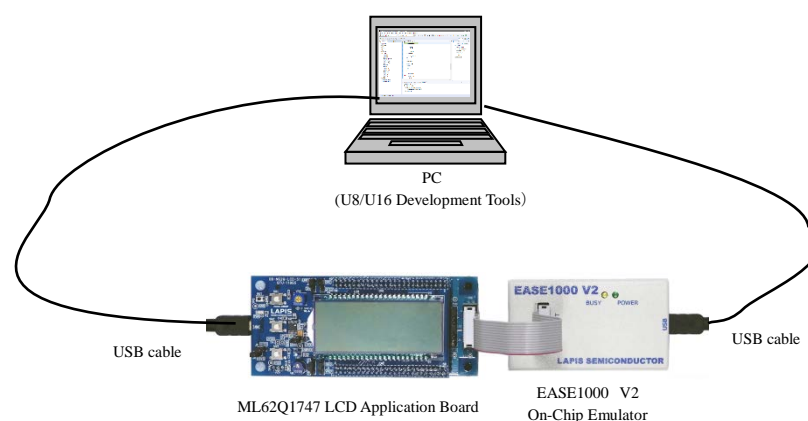 PC
(U8/U16 Development Tools）
EASE1000 V2
BUSY
POWER
LAPIS
USB
USB cable
USB cable
LAPIS SEMICONDUCTOR
ML62Q1747 LCD Application Board
EASE1000 V2
On-Chip Emulator